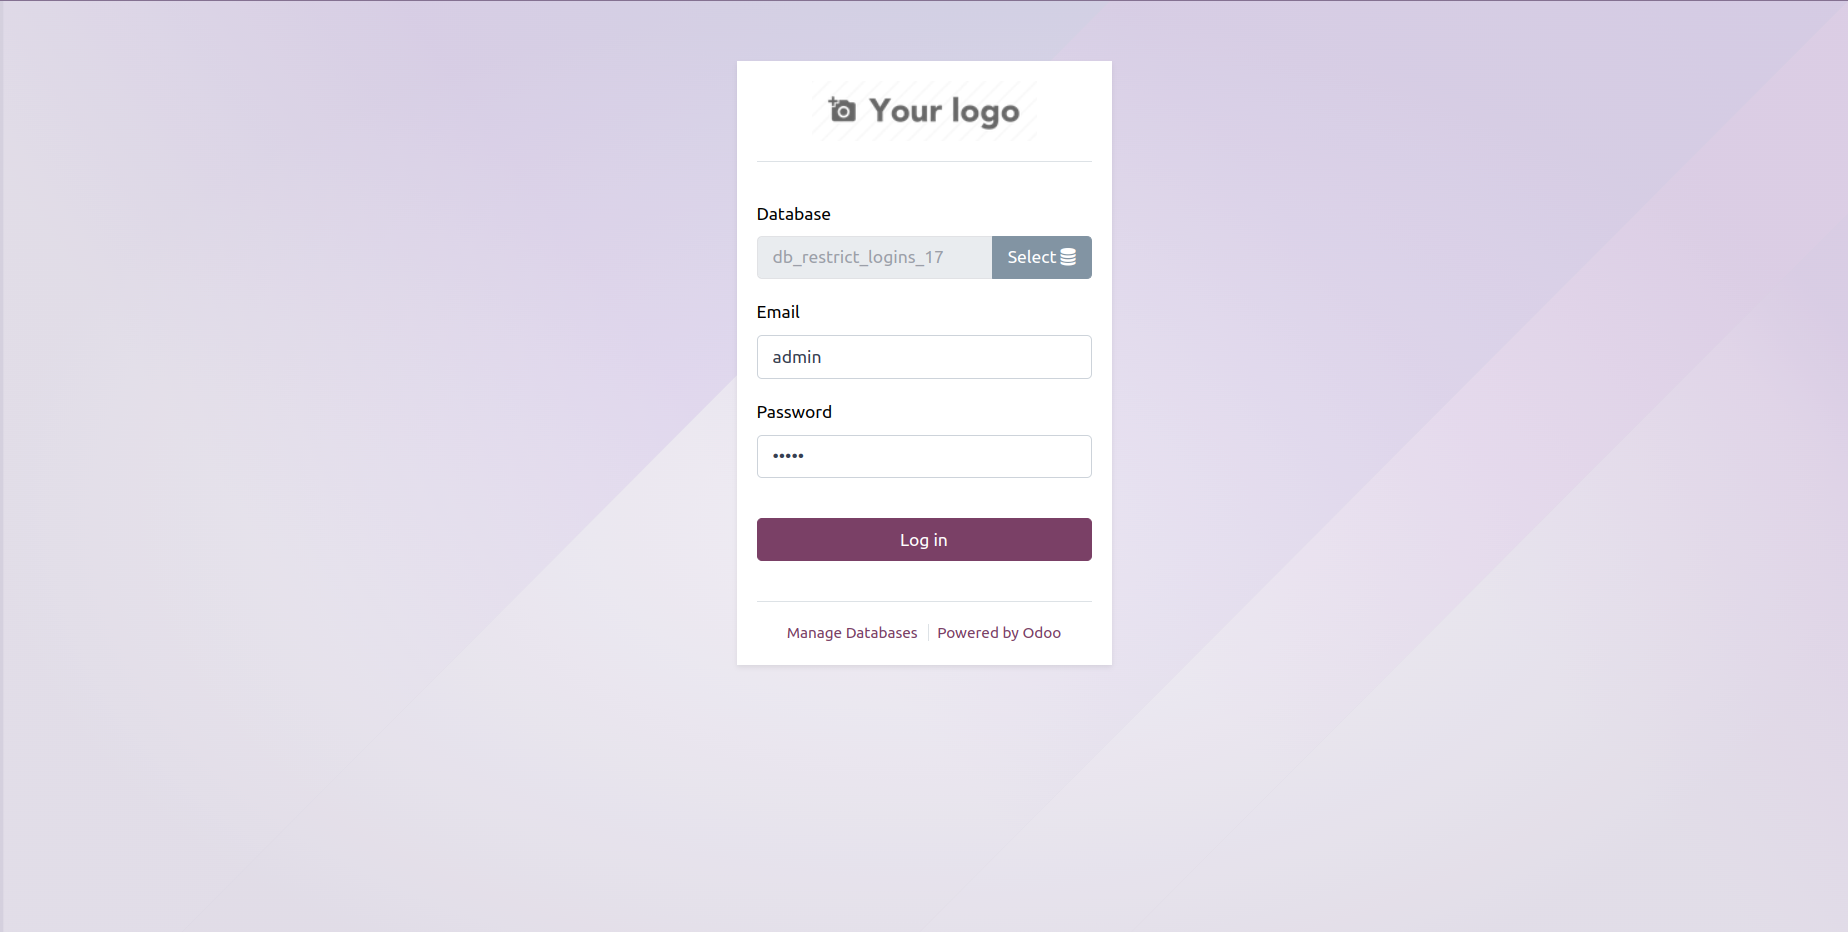 Your logo
Database
db_restrict_logins_17 Select
Email
admin
Password
•••••
Log in
Manage Databases Powered by Odoo